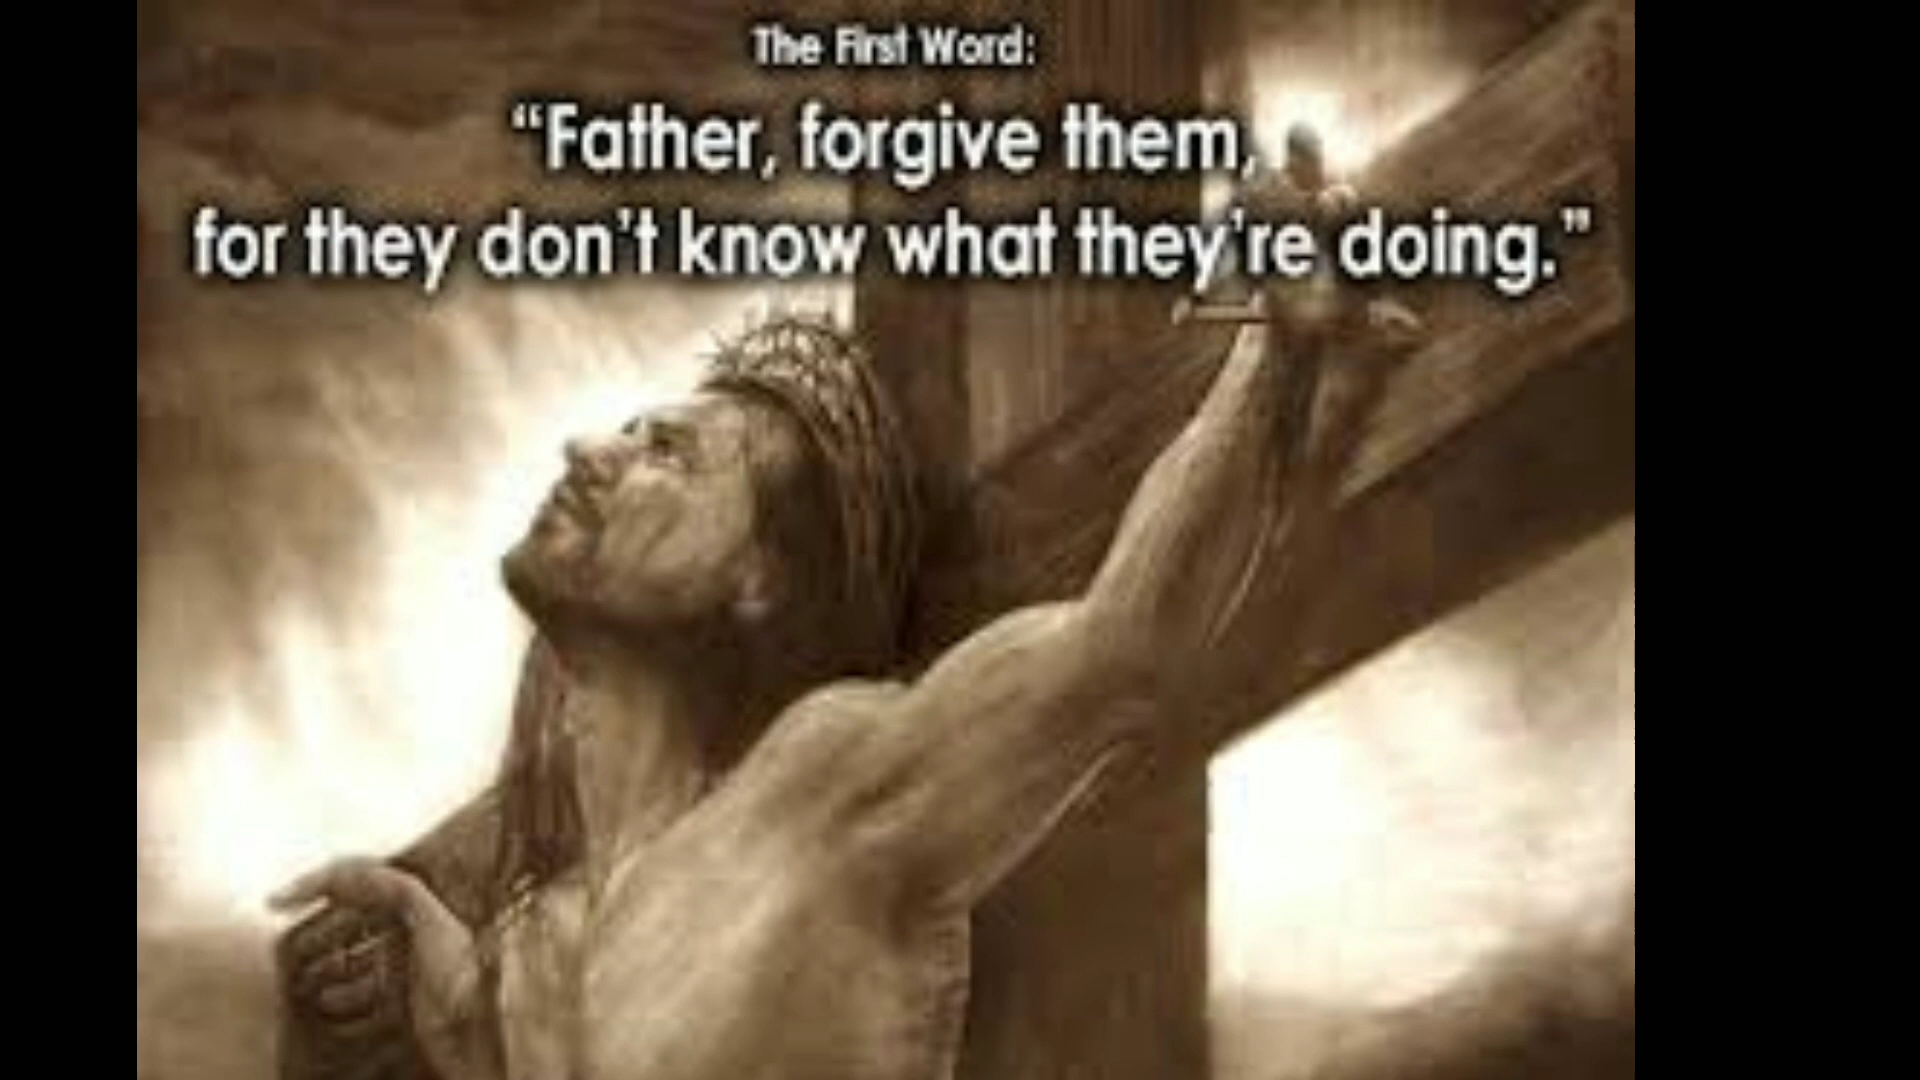 The First Word:
“Father, forgive them,
for they don’t know what they’re doing.”